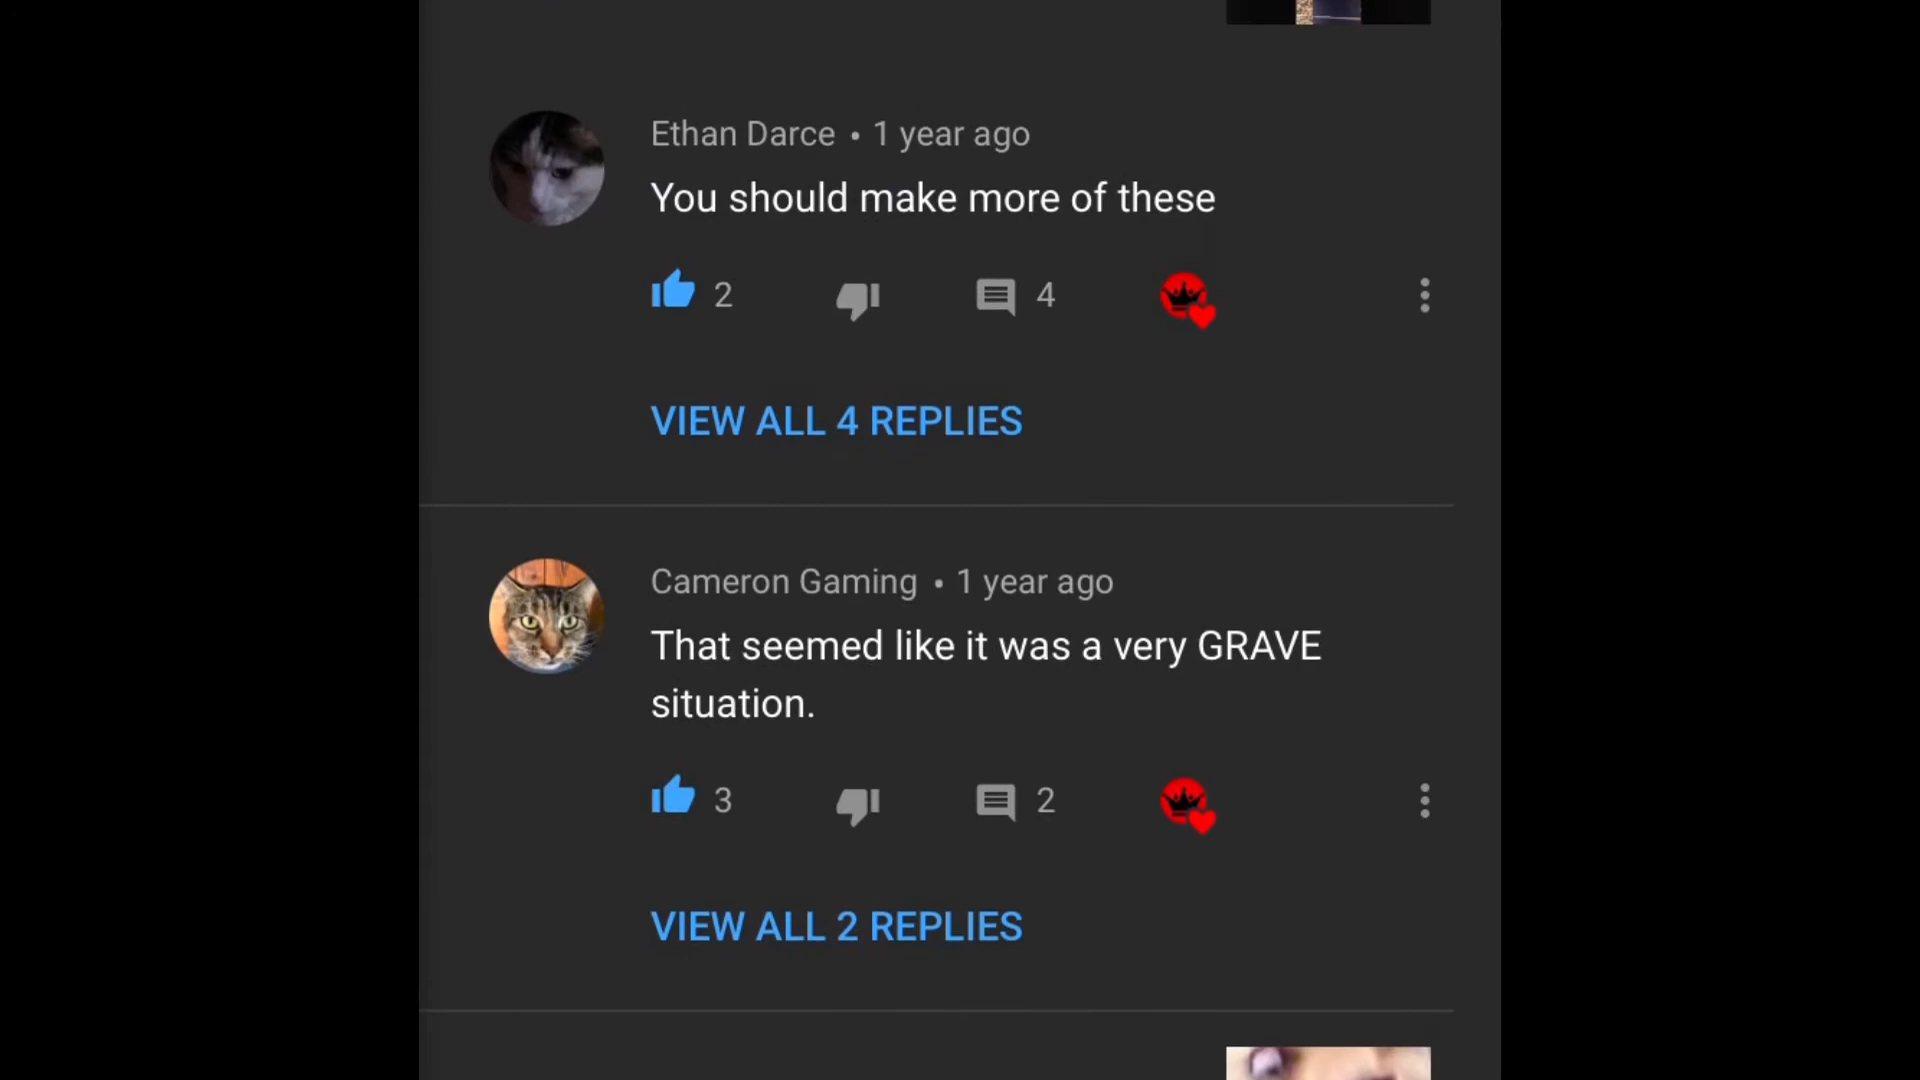 Ethan Darce • 1 year ago
You should make more of these
2 4
VIEW ALL 4 REPLIES
Cameron Gaming • 1 year ago
That seemed like it was a very GRAVE
situation.
3 2
VIEW ALL 2 REPLIES